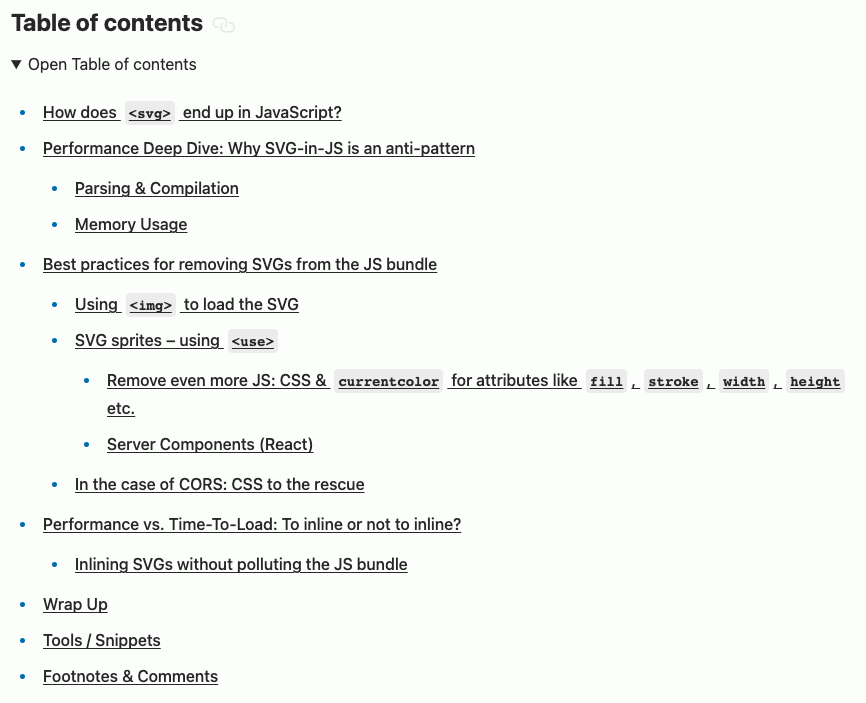 Table of contents
▼ Open Table of contents
• How does <svg> end up in JavaScript?
• Performance Deep Dive: Why SVG-in-JS is an anti-pattern
• Parsing & Compilation
• Memory Usage
• Best practices for removing SVGs from the JS bundle
• Using <img> to load the SVG
• SVG sprites – using <use>
• Remove even more JS: CSS & currentcolor for attributes like fill, stroke, width, height
etc.
• Server Components (React)
• In the case of CORS: CSS to the rescue
• Performance vs. Time-To-Load: To inline or not to inline?
• Inlining SVGs without polluting the JS bundle
• Wrap Up
• Tools / Snippets
• Footnotes & Comments